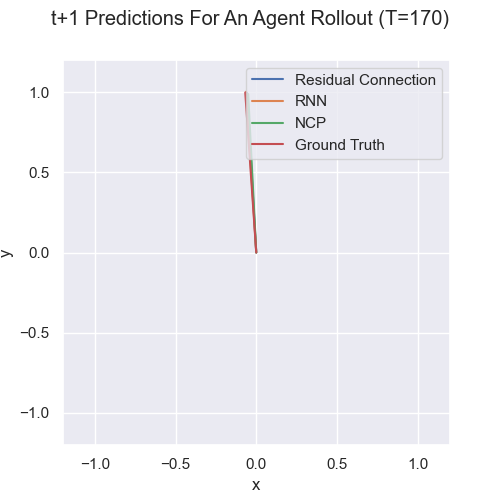 t+1 Predictions For An Agent Rollout (T=170)
Residual Connection
RNN
NCP
Ground Truth
1.0
0.5
0.0
−0.5
−1.0
y
−1.0 −0.5 0.0 0.5 1.0
x